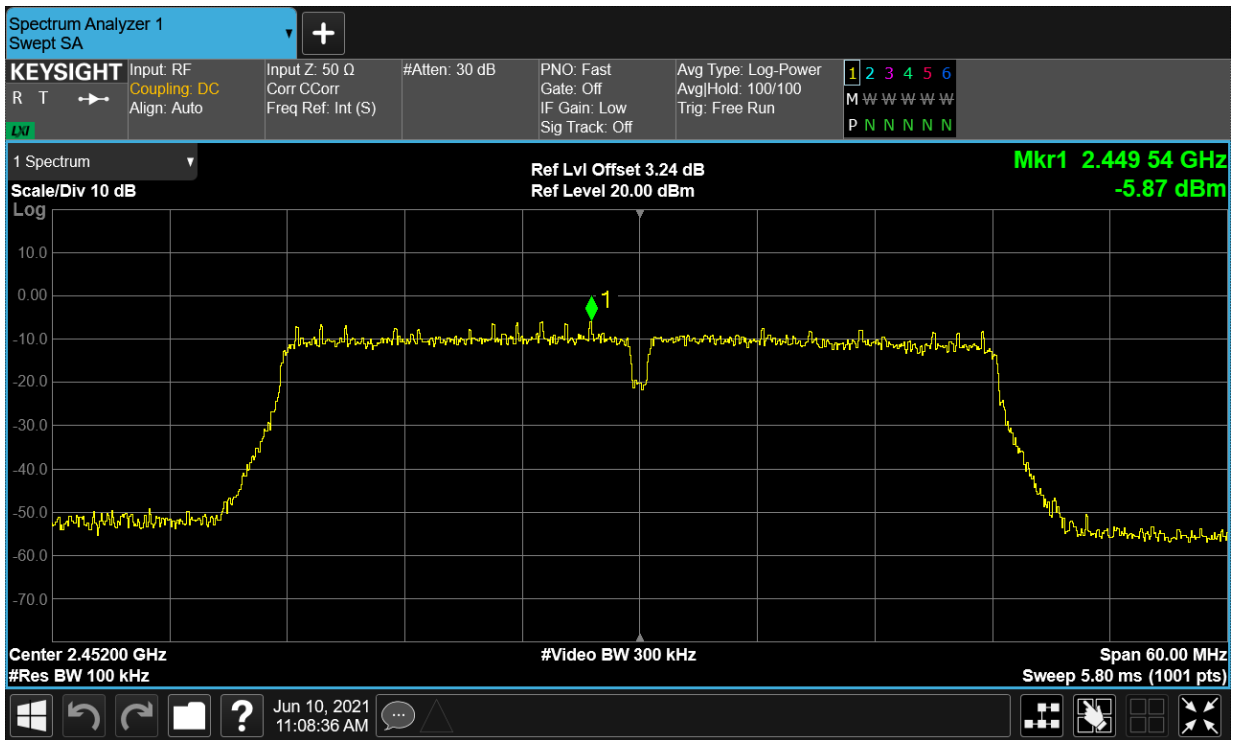 Spectrum Analyzer 1
Swept SA
KEYSIGHT
R T
LXI
Input: RF
Coupling: DC
Align: Auto
Input Z: 50 Ω
Corr CCorr
Freq Ref: Int (S)
#Atten: 30 dB
PNO: Fast
Gate: Off
IF Gain: Low
Sig Track: Off
Avg Type: Log-Power
Avg|Hold: 100/100
Trig: Free Run
1 2 3 4 5 6
M W W W W W
P N N N N N
1 Spectrum
Scale/Div 10 dB
Log
Ref Lvl Offset 3.24 dB
Ref Level 20.00 dBm
Mkr1 2.449 54 GHz
-5.87 dBm
10.0
0.00
1
-10.0
-20.0
-30.0
-40.0
-50.0
-60.0
-70.0
Center 2.45200 GHz
#Video BW 300 kHz
Span 60.00 MHz
#Res BW 100 kHz
Sweep 5.80 ms (1001 pts)
?
Jun 10, 2021
11:08:36 AM